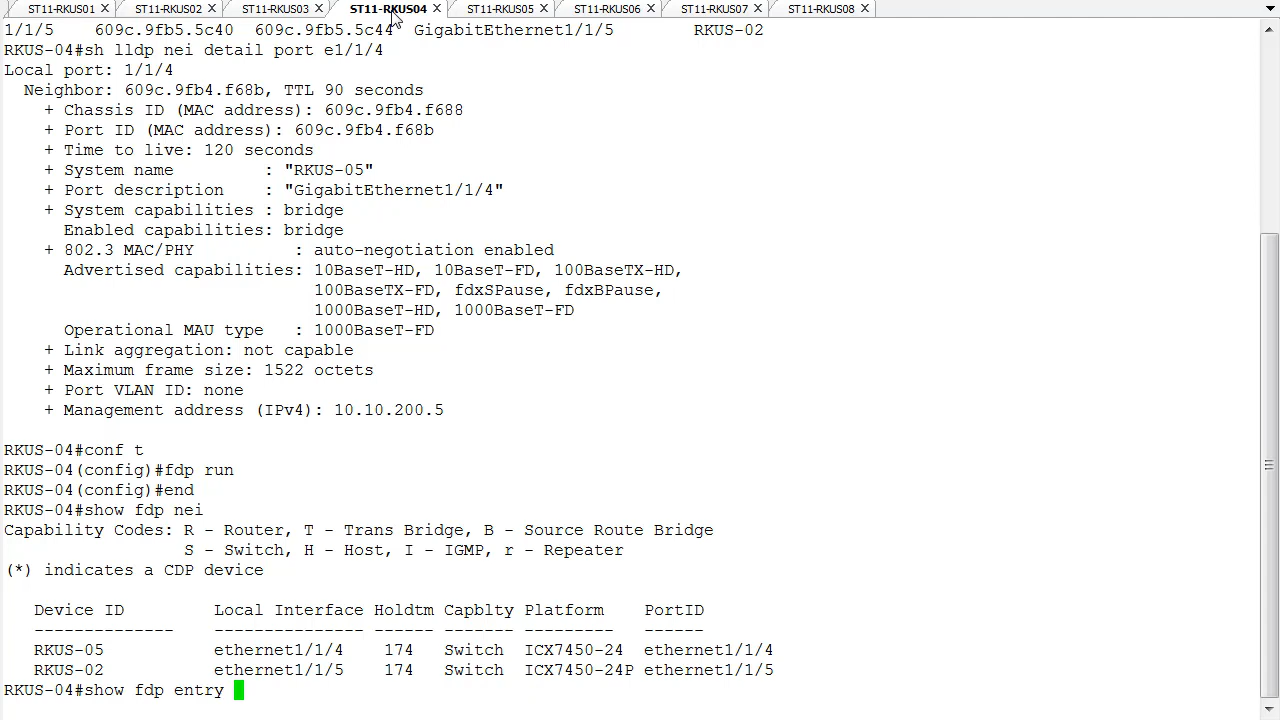 ST11-RKUS01 ST11-RKUS02 ST11-RKUS03 ST11-RKUS04 ST11-RKUS05 ST11-RKUS06 ST11-RKUS07 ST11-RKUS08
1/1/5    609c.9fb5.5c40  609c.9fb5.5c44  GigabitEthernet1/1/5        RKUS-02
RKUS-04#sh lldp nei detail port e1/1/4
Local port: 1/1/4
  Neighbor: 609c.9fb4.f68b, TTL 90 seconds
    + Chassis ID (MAC address): 609c.9fb4.f688
    + Port ID (MAC address): 609c.9fb4.f68b
    + Time to live: 120 seconds
    + System name         : "RKUS-05"
    + Port description    : "GigabitEthernet1/1/4"
    + System capabilities : bridge
      Enabled capabilities: bridge
    + 802.3 MAC/PHY          : auto-negotiation enabled
      Advertised capabilities: 10BaseT-HD, 10BaseT-FD, 100BaseTX-HD,
                               100BaseTX-FD, fdxSPause, fdxBPause,
                               1000BaseT-HD, 1000BaseT-FD
      Operational MAU type   : 1000BaseT-FD
    + Link aggregation: not capable
    + Maximum frame size: 1522 octets
    + Port VLAN ID: none
    + Management address (IPv4): 10.10.200.5
RKUS-04#conf t
RKUS-04(config)#fdp run
RKUS-04(config)#end
RKUS-04#show fdp nei
Capability Codes: R - Router, T - Trans Bridge, B - Source Route Bridge
                  S - Switch, H - Host, I - IGMP, r - Repeater
(*) indicates a CDP device
   Device ID         Local Interface Holdtm Capblty Platform    PortID
   --------------    --------------- ------ ------- ---------   ------
   RKUS-05           ethernet1/1/4    174   Switch  ICX7450-24  ethernet1/1/4
   RKUS-02           ethernet1/1/5    174   Switch  ICX7450-24P ethernet1/1/5
RKUS-04#show fdp entry